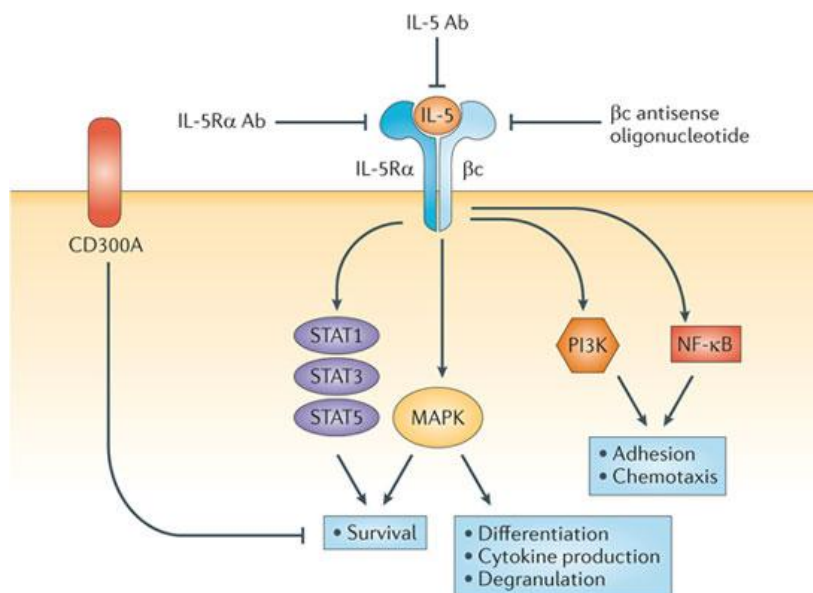 IL-5 Ab
IL-5Rα Ab
IL-5
βc antisense
oligonucleotide
IL-5Rα
βc
CD300A
STAT1
STAT3
STAT5
MAPK
PI3K
NF-κB
• Adhesion
• Chemotaxis
• Survival
• Differentiation
• Cytokine production
• Degranulation